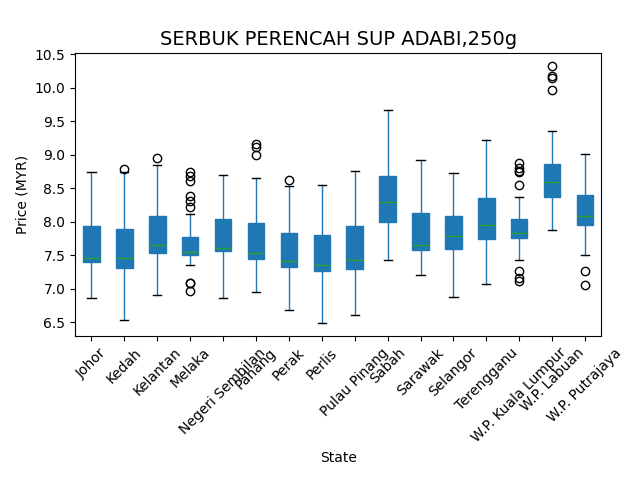 SERBUK PERENCAH SUP ADABI,250g
10.5
10.0
9.5
9.0
8.5
8.0
7.5
7.0
6.5
Price (MYR)
Johor
Kedah
Kelantan
Melaka
Negeri Sembilan
Pahang
Perak
Perlis
Pulau Pinang
Sabah
Sarawak
Selangor
Terengganu
W.P. Kuala Lumpur
W.P. Labuan
W.P. Putrajaya
State